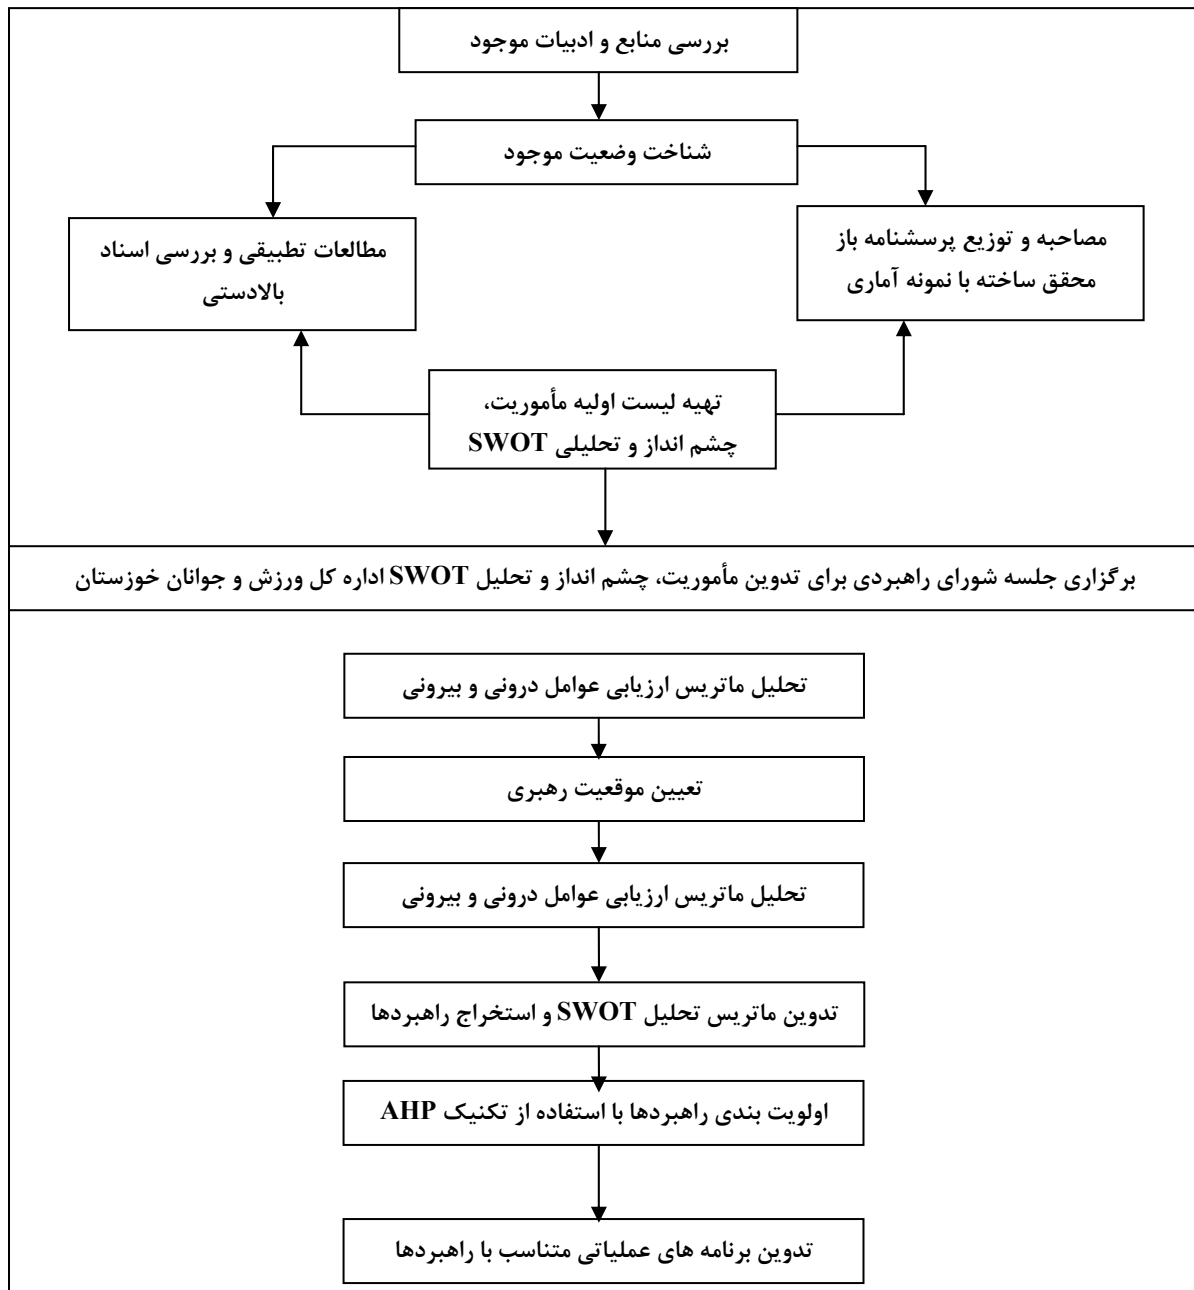 بررسی منابع و ادبیات موجود
شناخت وضعیت موجود
مصاحبه و توزیع پرسشنامه باز
محقق ساخته با نمونه آماری
مطالعات تطبیقی و بررسی اسناد
بالادستی
تهیه لیست اولیه مأموریت،
چشم انداز و تحلیلی SWOT
برگزاری جلسه شورای راهبردی برای تدوین مأموریت، چشم انداز و تحلیل SWOT اداره کل ورزش و جوانان خوزستان
تحلیل ماتریس ارزیابی عوامل درونی و بیرونی
تعیین موقعیت رهبری
تحلیل ماتریس ارزیابی عوامل درونی و بیرونی
تدوین ماتریس تحلیل SWOT و استخراج راهبردها
اولویت بندی راهبردها با استفاده از تکنیک AHP
تدوین برنامه های عملیاتی متناسب با راهبردها